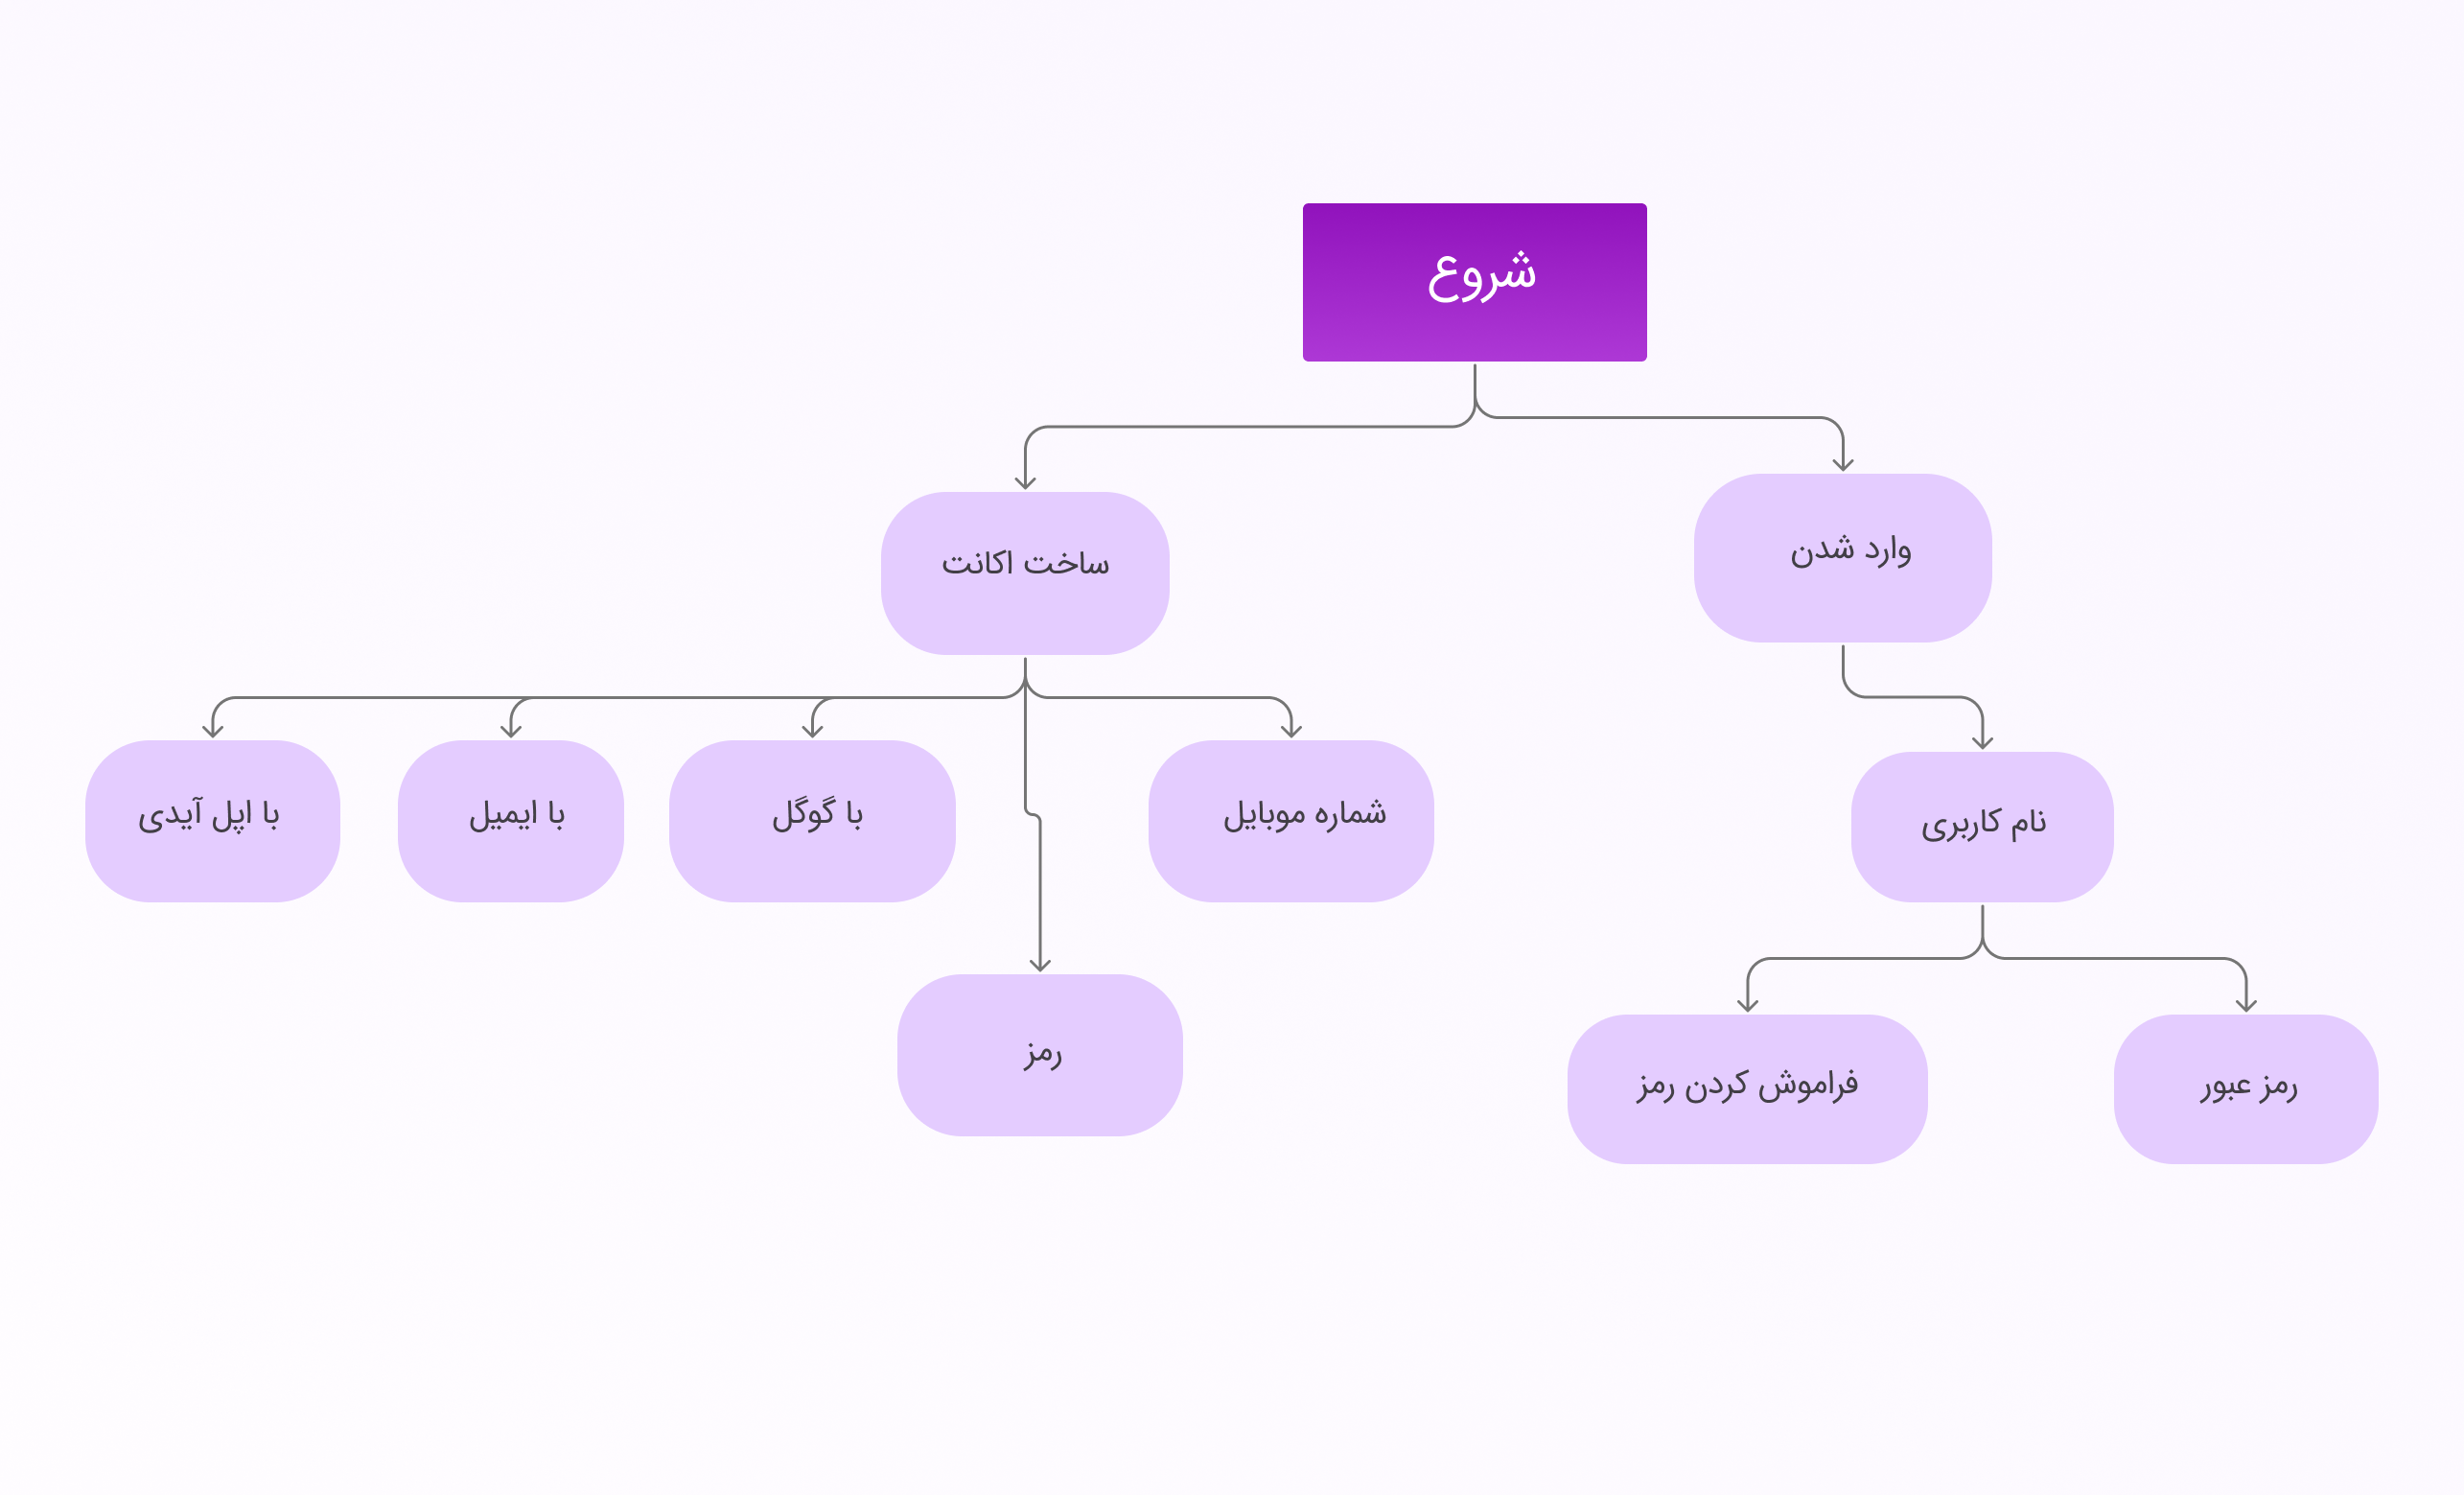 شروع
وارد شدن
ساخت اکانت
نام کاربری
شماره موبایل
با گوگل
با ایمیل
با اپل آیدی
رمز
رمز عبور
فراموش کردن رمز